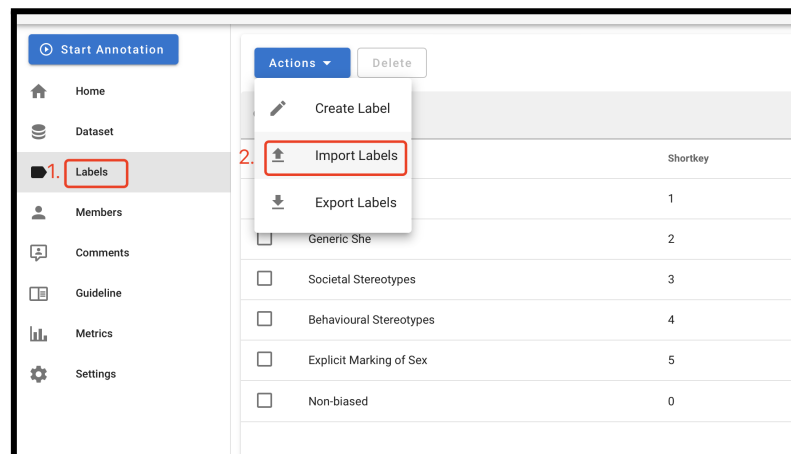 Start Annotation
Home
Dataset
1. Labels
Members
Comments
Guideline
Metrics
Settings
Actions Delete
Create Label
2. Import Labels
Export Labels
Shortkey
1
Generic She 2
Societal Stereotypes 3
Behavioural Stereotypes 4
Explicit Marking of Sex 5
Non-biased 0